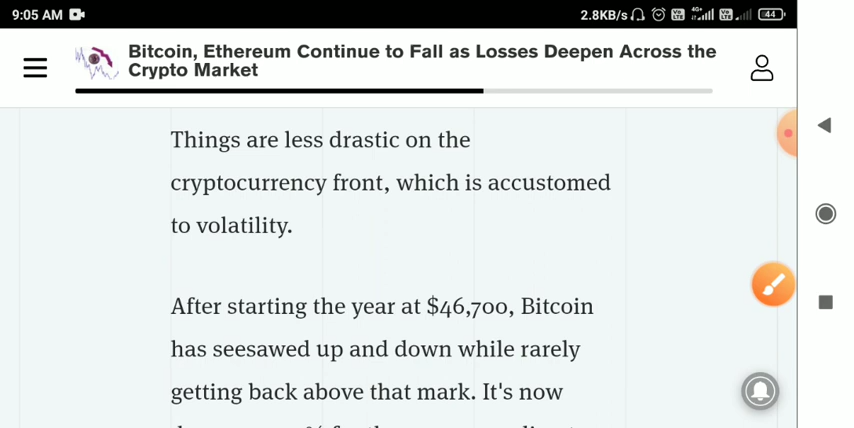 9:05 AM 2.8KB/s 4G+ 44
Bitcoin, Ethereum Continue to Fall as Losses Deepen Across the
Crypto Market
Things are less drastic on the
cryptocurrency front, which is accustomed
to volatility.
After starting the year at $46,700, Bitcoin
has seesawed up and down while rarely
getting back above that mark. It's now